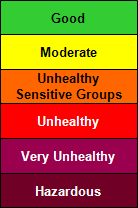 Good
Moderate
Unhealthy
Sensitive Groups
Unhealthy
Very Unhealthy
Hazardous